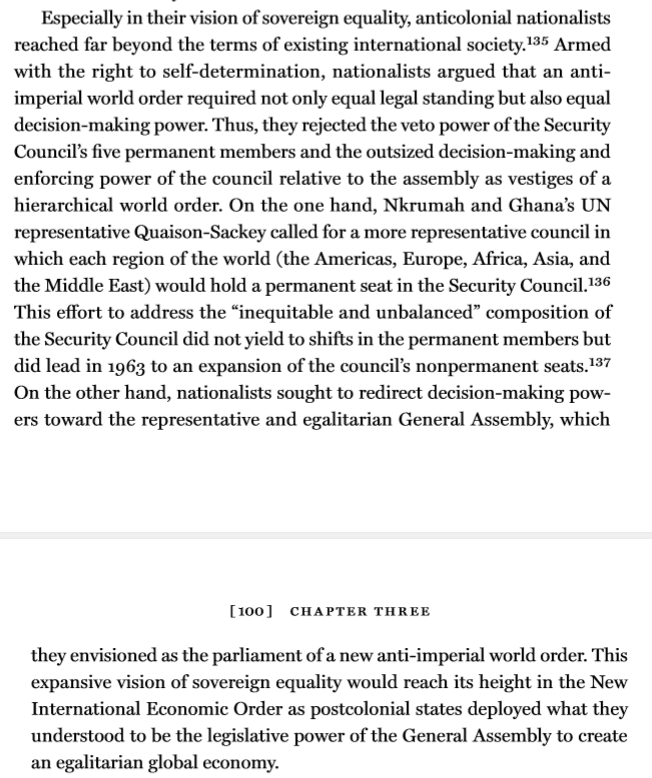 Especially in their vision of sovereign equality, anticolonial nationalists
reached far beyond the terms of existing international society.135 Armed
with the right to self-determination, nationalists argued that an anti-
imperial world order required not only equal legal standing but also equal
decision-making power. Thus, they rejected the veto power of the Security
Council’s five permanent members and the outsized decision-making and
enforcing power of the council relative to the assembly as vestiges of a
hierarchical world order. On the one hand, Nkrumah and Ghana’s UN
representative Quaison-Sackey called for a more representative council in
which each region of the world (the Americas, Europe, Africa, Asia, and
the Middle East) would hold a permanent seat in the Security Council.136
This effort to address the “inequitable and unbalanced” composition of
the Security Council did not yield to shifts in the permanent members but
did lead in 1963 to an expansion of the council’s nonpermanent seats.137
On the other hand, nationalists sought to redirect decision-making pow-
ers toward the representative and egalitarian General Assembly, which
[100] CHAPTER THREE
they envisioned as the parliament of a new anti-imperial world order. This
expansive vision of sovereign equality would reach its height in the New
International Economic Order as postcolonial states deployed what they
understood to be the legislative power of the General Assembly to create
an egalitarian global economy.